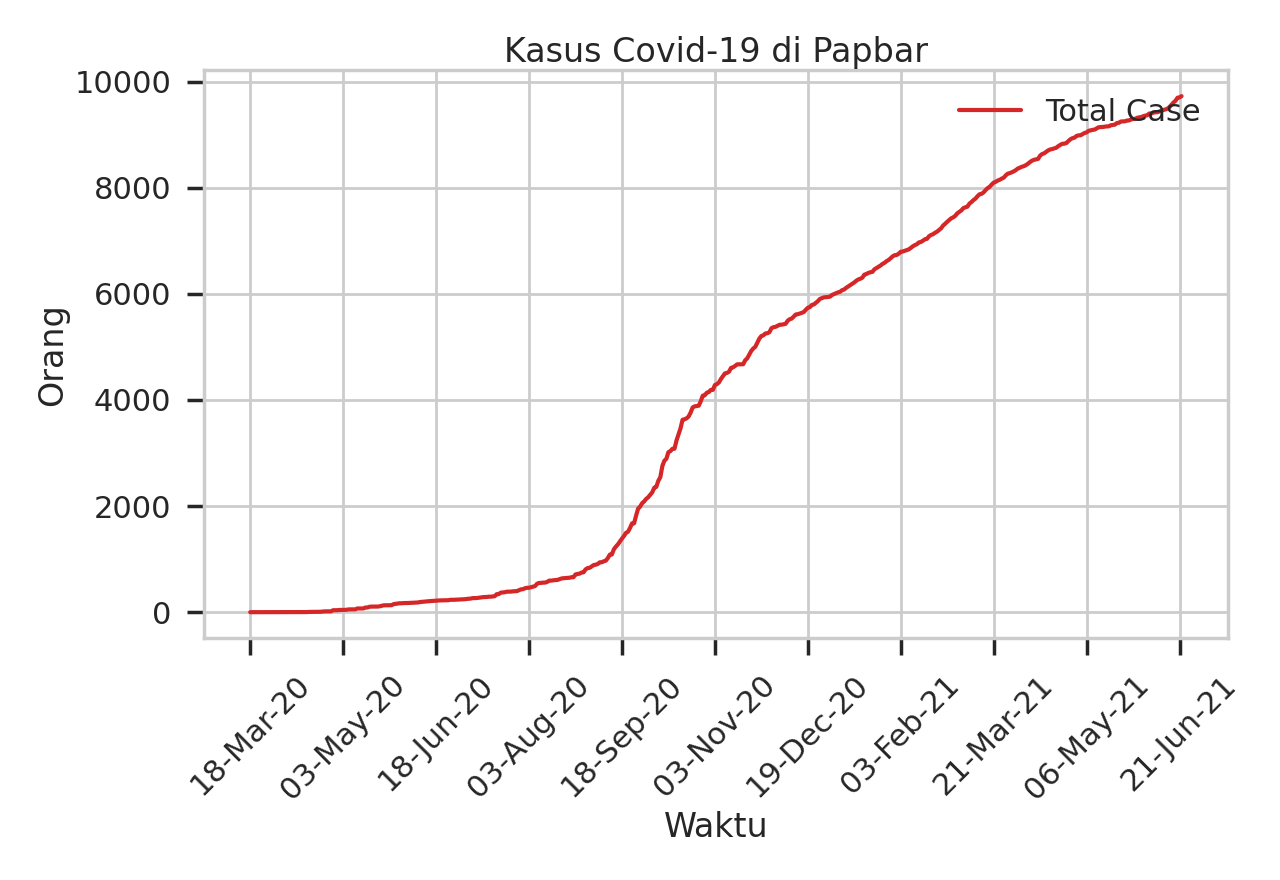 Kasus Covid-19 di Papbar
Total Case
10000
8000
6000
4000
2000
0
Orang
18-Mar-20
03-May-20
18-Jun-20
03-Aug-20
18-Sep-20
03-Nov-20
19-Dec-20
03-Feb-21
21-Mar-21
06-May-21
21-Jun-21
Waktu